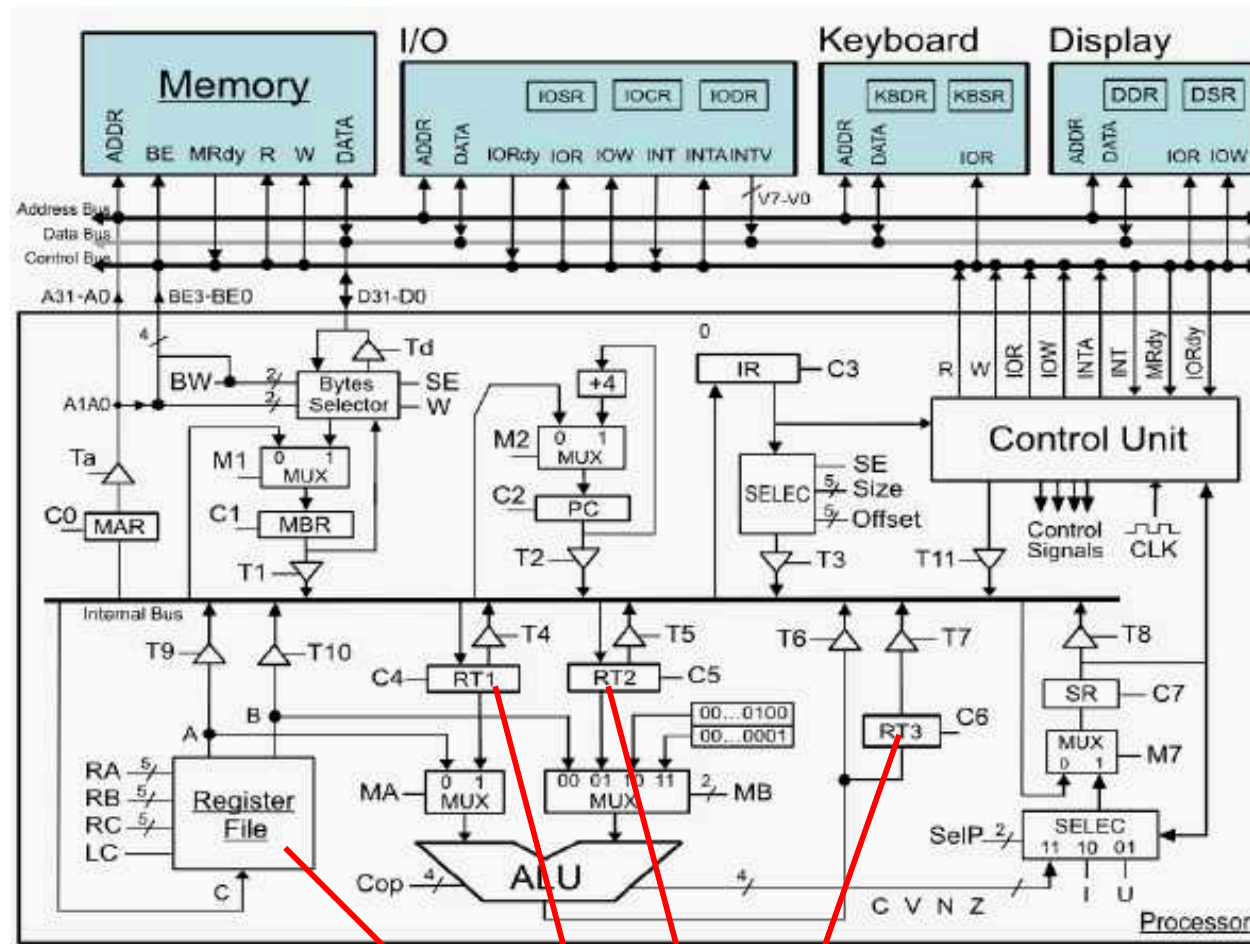 I/O Keyboard Display
Memory
IOSR IOCR IODR
KBDR KBSR
DDR DSR
ADDR BE MRdy R W DATA
ADDR DATA IORdy IOR IOW INT INTA INTV
ADDR DATA IOR
ADDR DATA IOR IOW
V7-V0
Address Bus
Data Bus
Control Bus
A31-A0 BE3-BE0 D31-D0
4
Td
BW 2 Bytes Selector SE
A1A0 2 W
+4
0
IR C3
R W IOR IOW INTA INT MRdy IORdy
Control Unit
Ta
M1 0 1 MUX
M2 0 1 MUX
SELEC SE
5 Size
5 Offset
C0 MAR
C1 MBR
C2 PC
Control Signals
CLK
T1 T2 T3 T11
Internal Bus
T9 T10 T4 T5 T6 T7 T8
C4 RT1
RT2 C5
SR C7
B
A
00...0100
00...0001
RT3 C6
MUX 0 1 M7
RA 5
RB 5
RC 5
LC
Register File
MA 0 1 MUX
00 01 10 11 MUX 2 MB
SelP 2 SELEC
11 10 01
C
Cop 4 ALU
4
C V N Z
I U
Processor